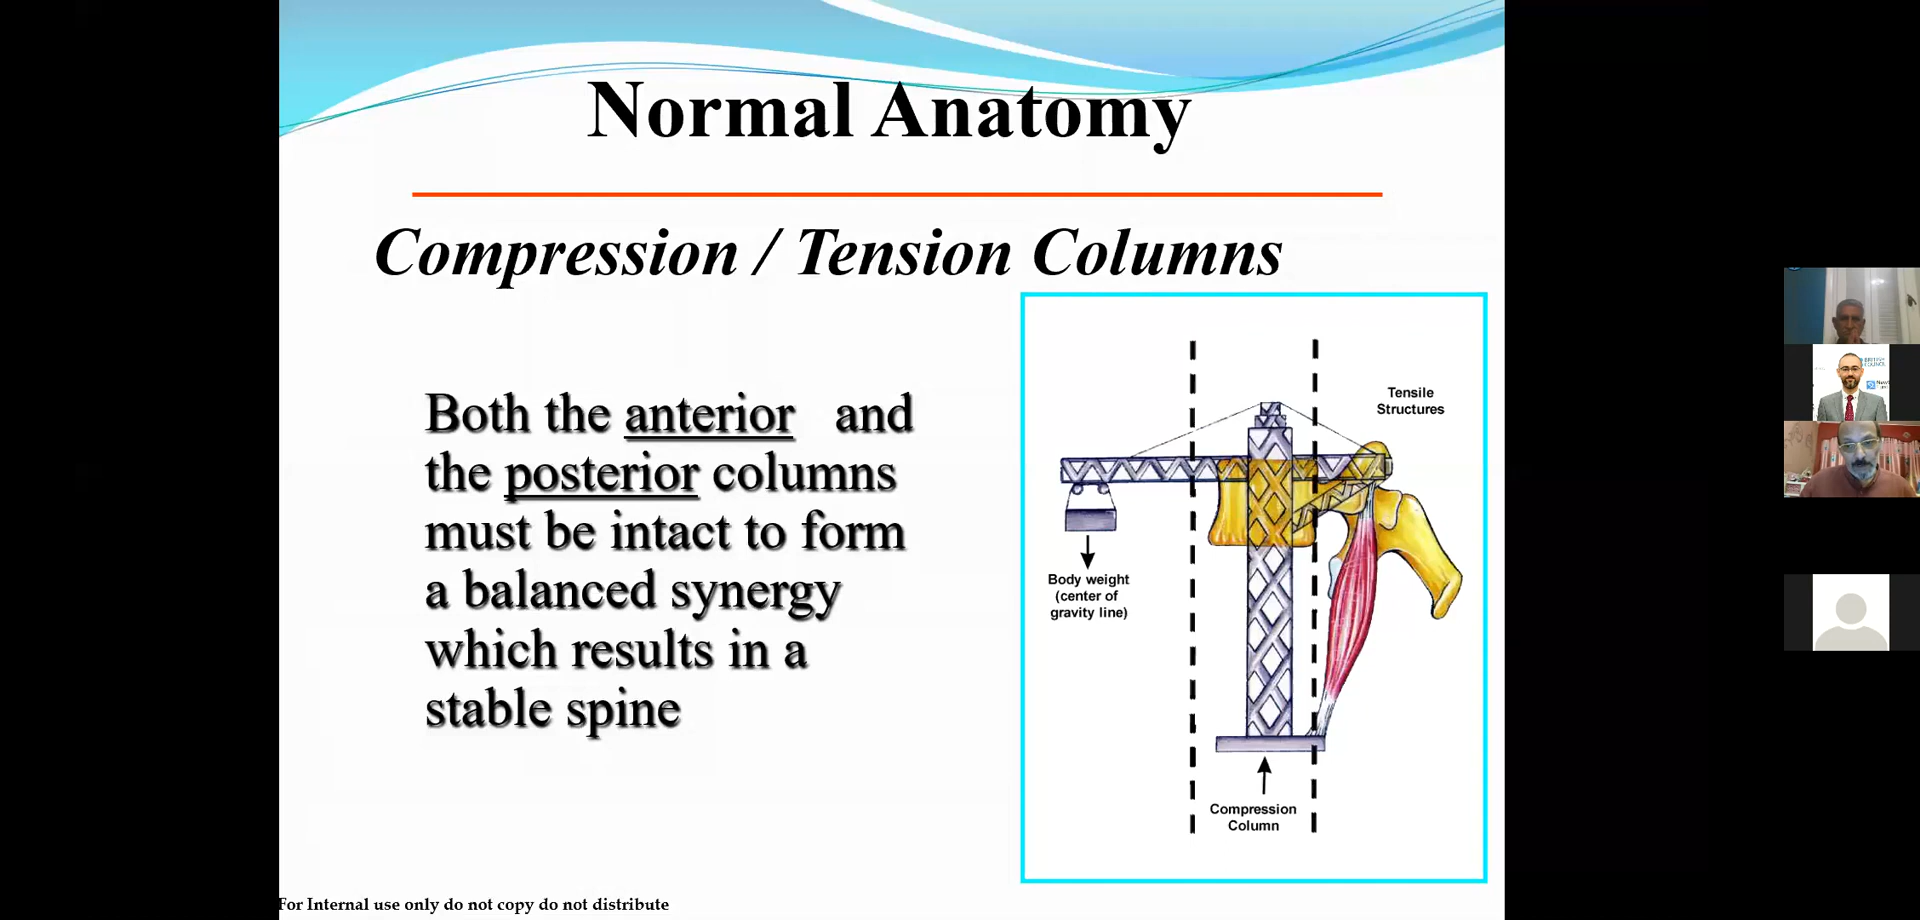 Normal Anatomy
Compression / Tension Columns
Both the anterior and
the posterior columns
must be intact to form
a balanced synergy
which results in a
stable spine
Tensile
Structures
Body weight
(center of
gravity line)
Compression
Column
For Internal use only do not copy do not distribute
BRITISH
COUNCIL